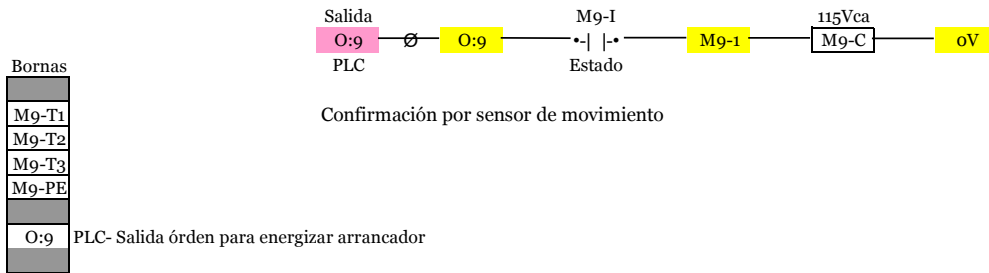 Salida M9-I 115Vca
O:9 Ø O:9 •-| |-• M9-1 M9-C 0V
PLC Estado
Bornas
M9-T1 Confirmación por sensor de movimiento
M9-T2
M9-T3
M9-PE
O:9 PLC- Salida órden para energizar arrancador